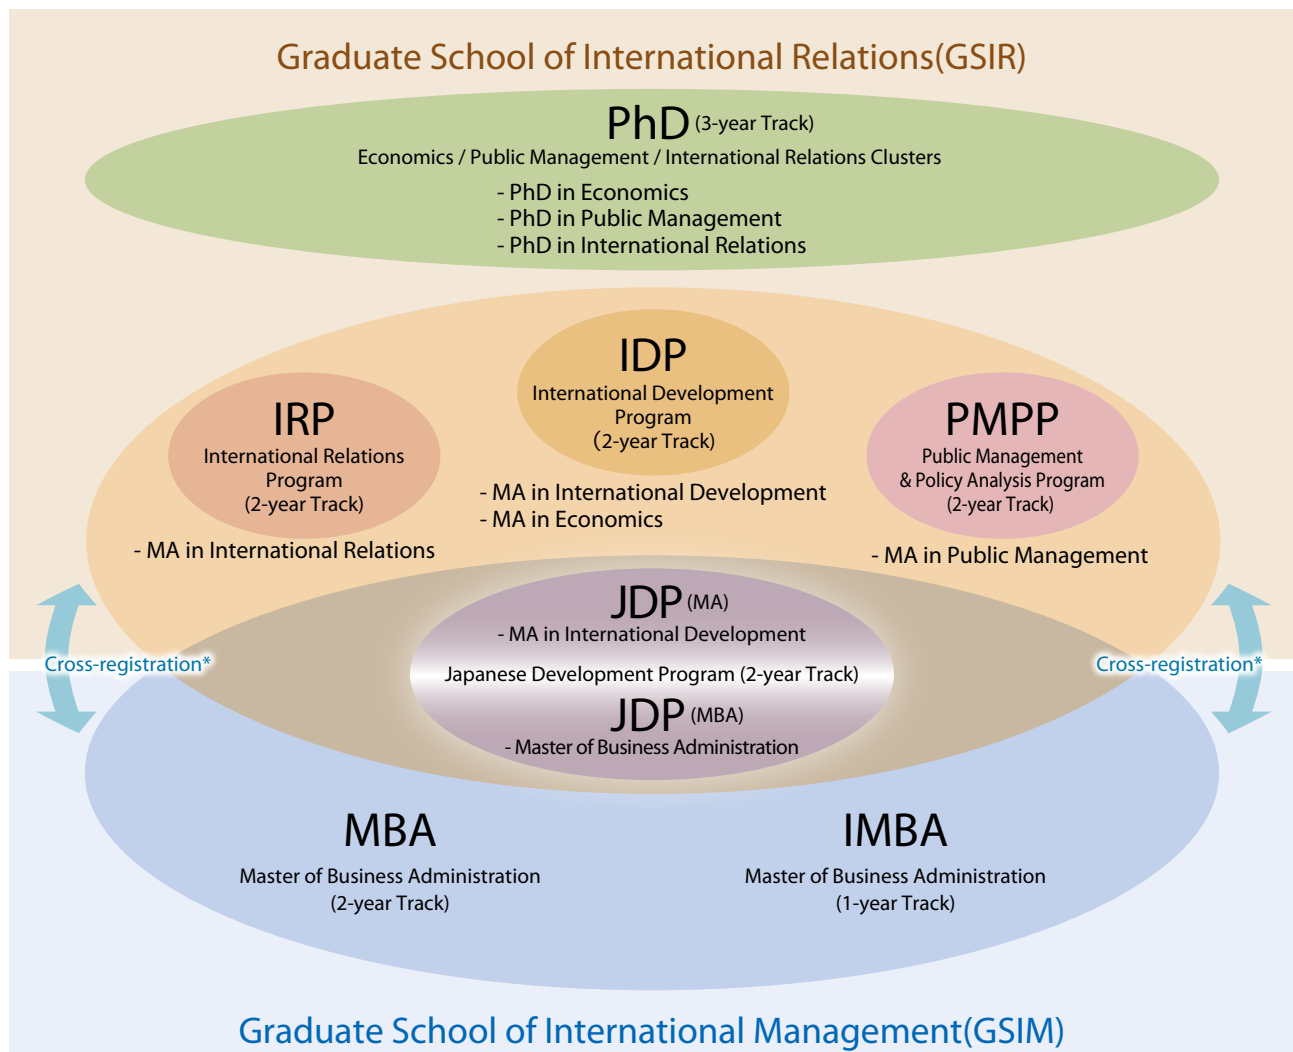 Graduate School of International Relations(GSIR)
PhD (3-year Track)
Economics / Public Management / International Relations Clusters
- PhD in Economics
- PhD in Public Management
- PhD in International Relations
IDP
International Development
Program
(2-year Track)
- MA in International Development
- MA in Economics
IRP
International Relations
Program
(2-year Track)
- MA in International Relations
PMPP
Public Management
& Policy Analysis Program
(2-year Track)
- MA in Public Management
JDP (MA)
- MA in International Development
Japanese Development Program (2-year Track)
JDP (MBA)
- Master of Business Administration
Cross-registration*
Cross-registration*
MBA
Master of Business Administration
(2-year Track)
IMBA
Master of Business Administration
(1-year Track)
Graduate School of International Management(GSIM)